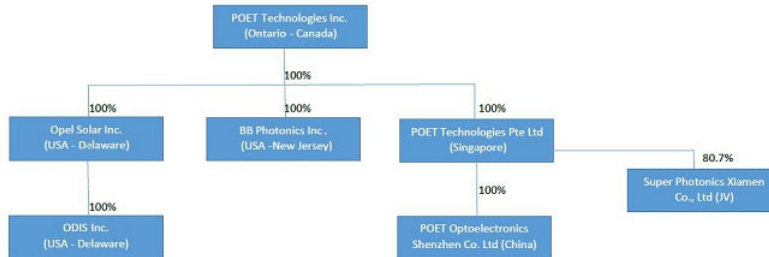 POET Technologies Inc.
(Ontario - Canada)
100%
100%
100%
100%
Opel Solar Inc.
(USA - Delaware)
BB Photonics Inc .
(USA -New Jersey)
POET Technologies Pte Ltd
(Singapore)
80.7%
Super Photonics Xiamen
Co., Ltd (JV)
100%
100%
ODIS Inc.
(USA - Delaware)
POET Optoelectronics
Shenzhen Co. Ltd (China)